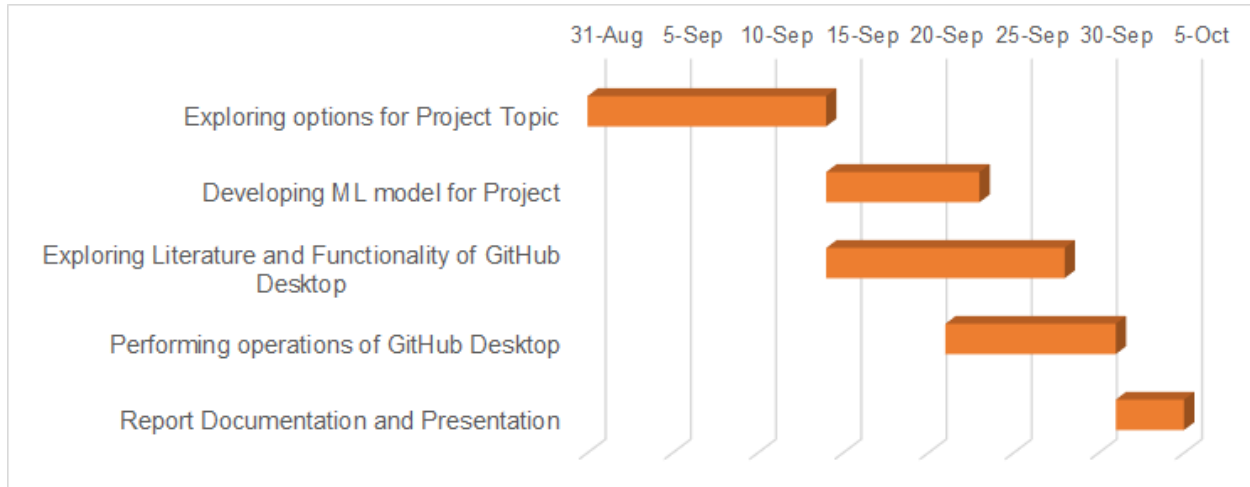 31-Aug 5-Sep 10-Sep 15-Sep 20-Sep 25-Sep 30-Sep 5-Oct
Exploring options for Project Topic
Developing ML model for Project
Exploring Literature and Functionality of GitHub
Desktop
Performing operations of GitHub Desktop
Report Documentation and Presentation